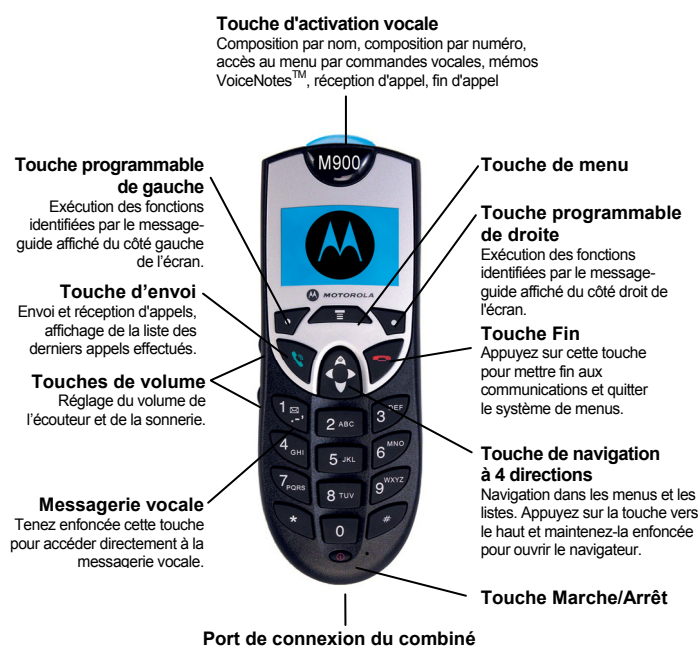 Touche d'activation vocale
Composition par nom, composition par numéro,
accès au menu par commandes vocales, mémos
VoiceNotesTM, réception d'appel, fin d'appel
M900
Touche programmable
de gauche
Exécution des fonctions
identifiées par le message-
guide affiché du côté gauche
de l'écran.
Touche d'envoi
Envoi et réception d'appels,
affichage de la liste des
derniers appels effectués.
Touches de volume
Réglage du volume de
l'écouteur et de la sonnerie.
Messagerie vocale
Tenez enfoncée cette touche
pour accéder directement à la
messagerie vocale.
MOTOROLA
1
2 ABC
3 DEF
4 GHI
5 JKL
6 MNO
7 PQRS
8 TUV
9 WXYZ
*
0
#
Touche de menu
Touche programmable
de droite
Exécution des fonctions
identifiées par le message-
guide affiché du côté droit de
l'écran.
Touche Fin
Appuyez sur cette touche
pour mettre fin aux
communications et quitter
le système de menus.
Touche de navigation
à 4 directions
Navigation dans les menus et les
listes. Appuyez sur la touche vers
le haut et maintenez-la enfoncée
pour ouvrir le navigateur.
Touche Marche/Arrêt
Port de connexion du combiné